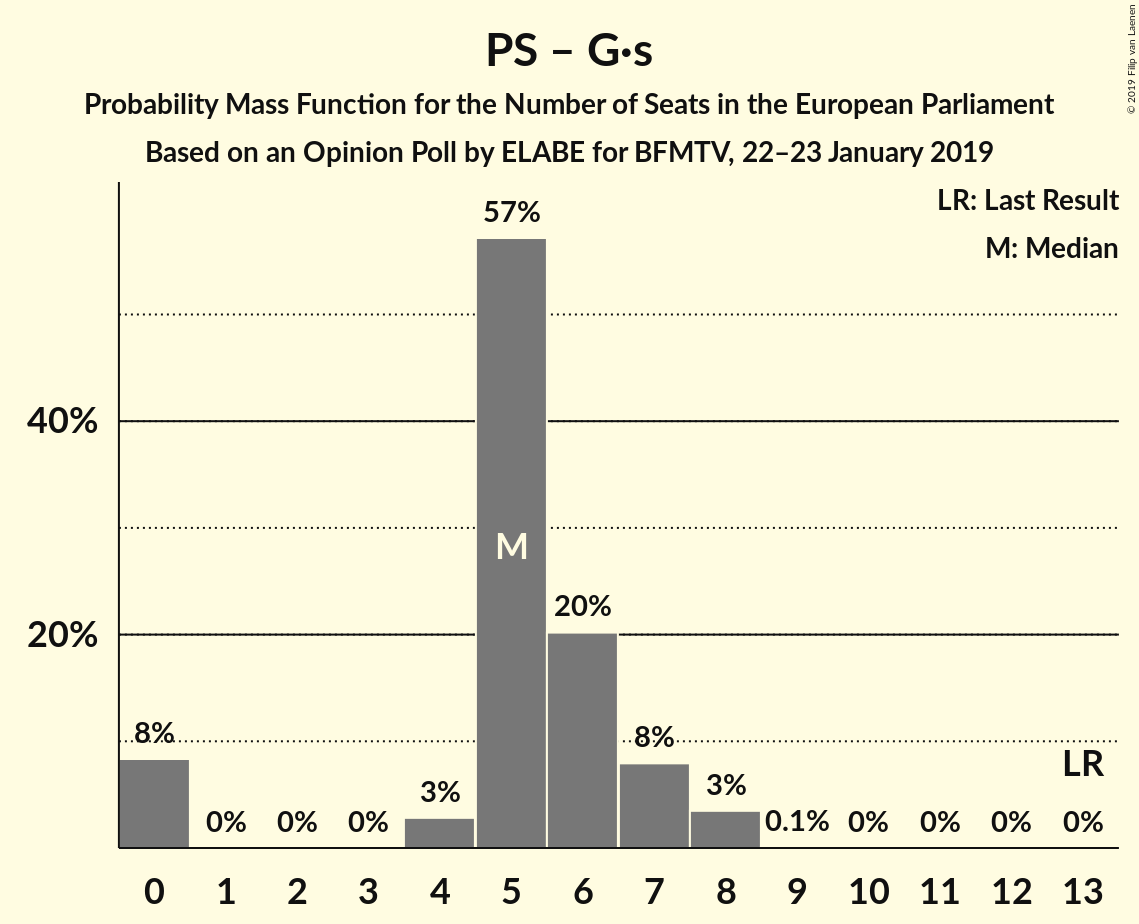 PS – G·s
Probability Mass Function for the Number of Seats in the European Parliament
Based on an Opinion Poll by ELABE for BFMTV, 22–23 January 2019
© 2019 Filip van Laenen
LR: Last Result
M: Median
57%
40%
M
20%
20%
8%
8%
LR
3%
3%
0%
0%
0%
0.1%
0%
0%
0%
0%
0 1 2 3 4 5 6 7 8 9 10 11 12 13